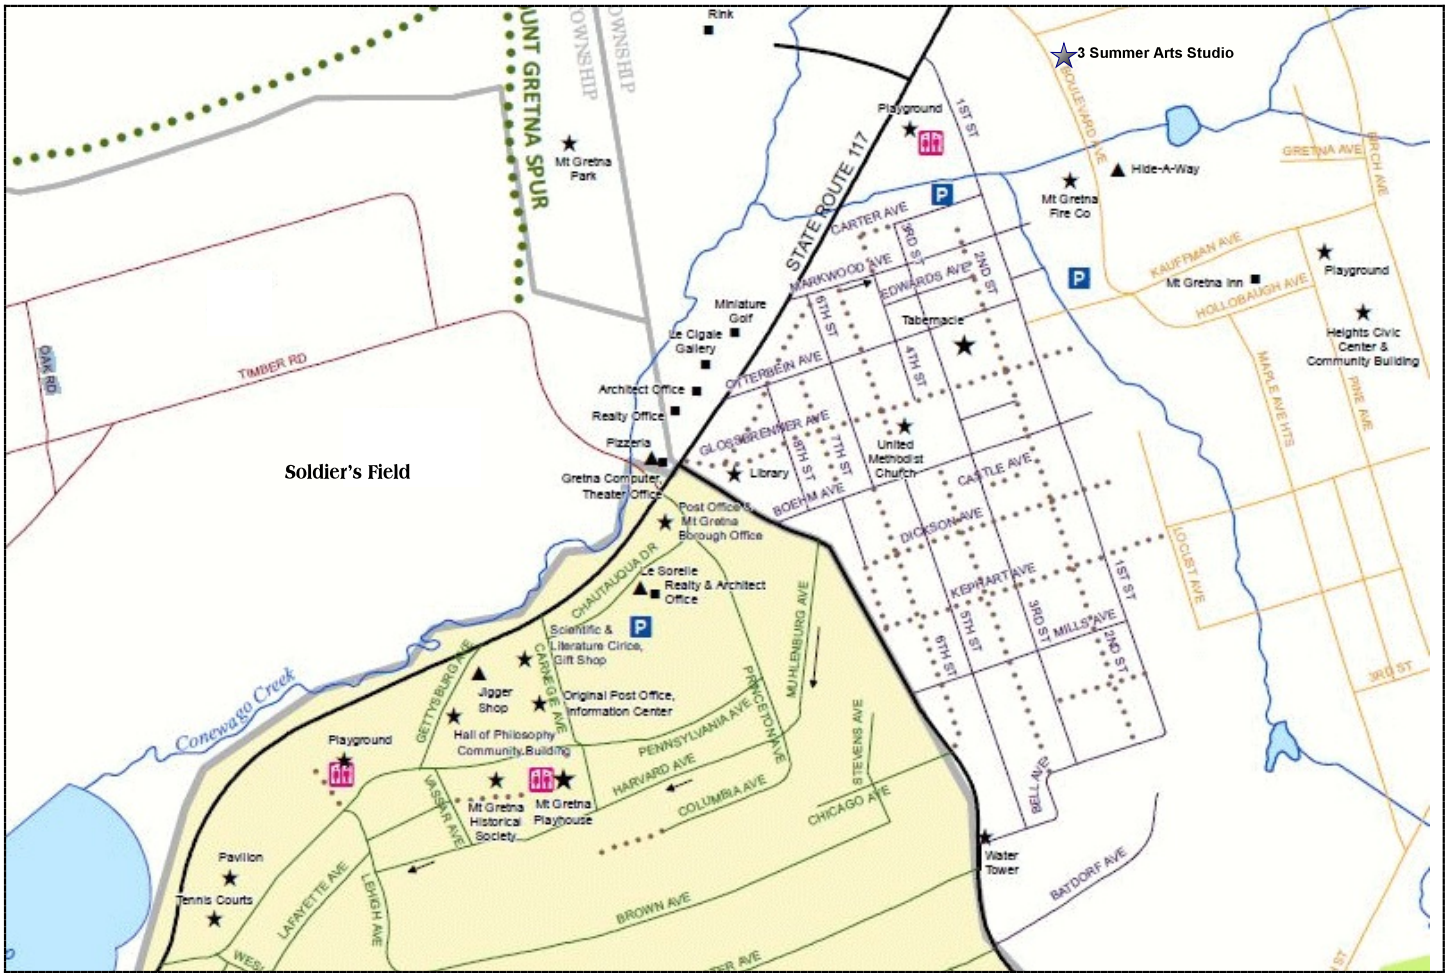 Rink
OUNT GRETNA SPUR
OWNSHIP
OWNSHIP
3 Summer Arts Studio
BOULEVARD AVE
Playground
1ST ST
STATE ROUTE 117
GRETNA AVE
BIRCH AVE
Mt Gretna
Park
Hide-A-Way
P
Mt Gretna
Fire Co
CARTER AVE
3RD ST
KAUFFMAN AVE
MARKWOOD AVE
EDWARDS AVE
2ND ST
P
Mt Gretna Inn
Playground
HOLLOBAUGH AVE
Miniature
Golf
6TH ST
Tabernacle
Le Cigale
Gallery
Heights Civic
Center &
Community Building
OAK RD
TIMBER RD
OTTERBEIN AVE
4TH ST
MAPLE AVE HTS
PINE AVE
Architect Office
Realty Office
GLOSSBRENNER AVE
Pizzeria
8TH ST
7TH ST
United
Methodist
Church
Soldier's Field
Library
CASTLE AVE
Gretna Computer,
Theater Office
BOEHM AVE
Post Office &
Mt Gretna
Borough Office
DICKSON AVE
LOCUST AVE
CHAUTAUQUA DR
Le Sorelle
Realty & Architect
Office
KEPHART AVE
1ST ST
MUHLENBURG AVE
P
3RD ST
MILLS AVE
5TH ST
6TH ST
2ND ST
Scientific &
Literature Cirlce,
Gift Shop
CARNEGIE AVE
GETTYSBURG AVE
PRINCETON AVE
3RD ST
Conewago Creek
Jigger
Shop
Original Post Office,
Information Center
STEVENS AVE
PENNSYLVANIA AVE
Hall of Philosophy
Community Building
Playground
HARVARD AVE
COLUMBIA AVE
VASSAR AVE
BELL AVE
CHICAGO AVE
Mt Gretna
Historical
Society
Mt Gretna
Playhouse
Pavilion
Water
Tower
BATDORF AVE
Tennis Courts
LAFAYETTE AVE
LEHIGH AVE
BROWN AVE
WESL
TER AVE
ST